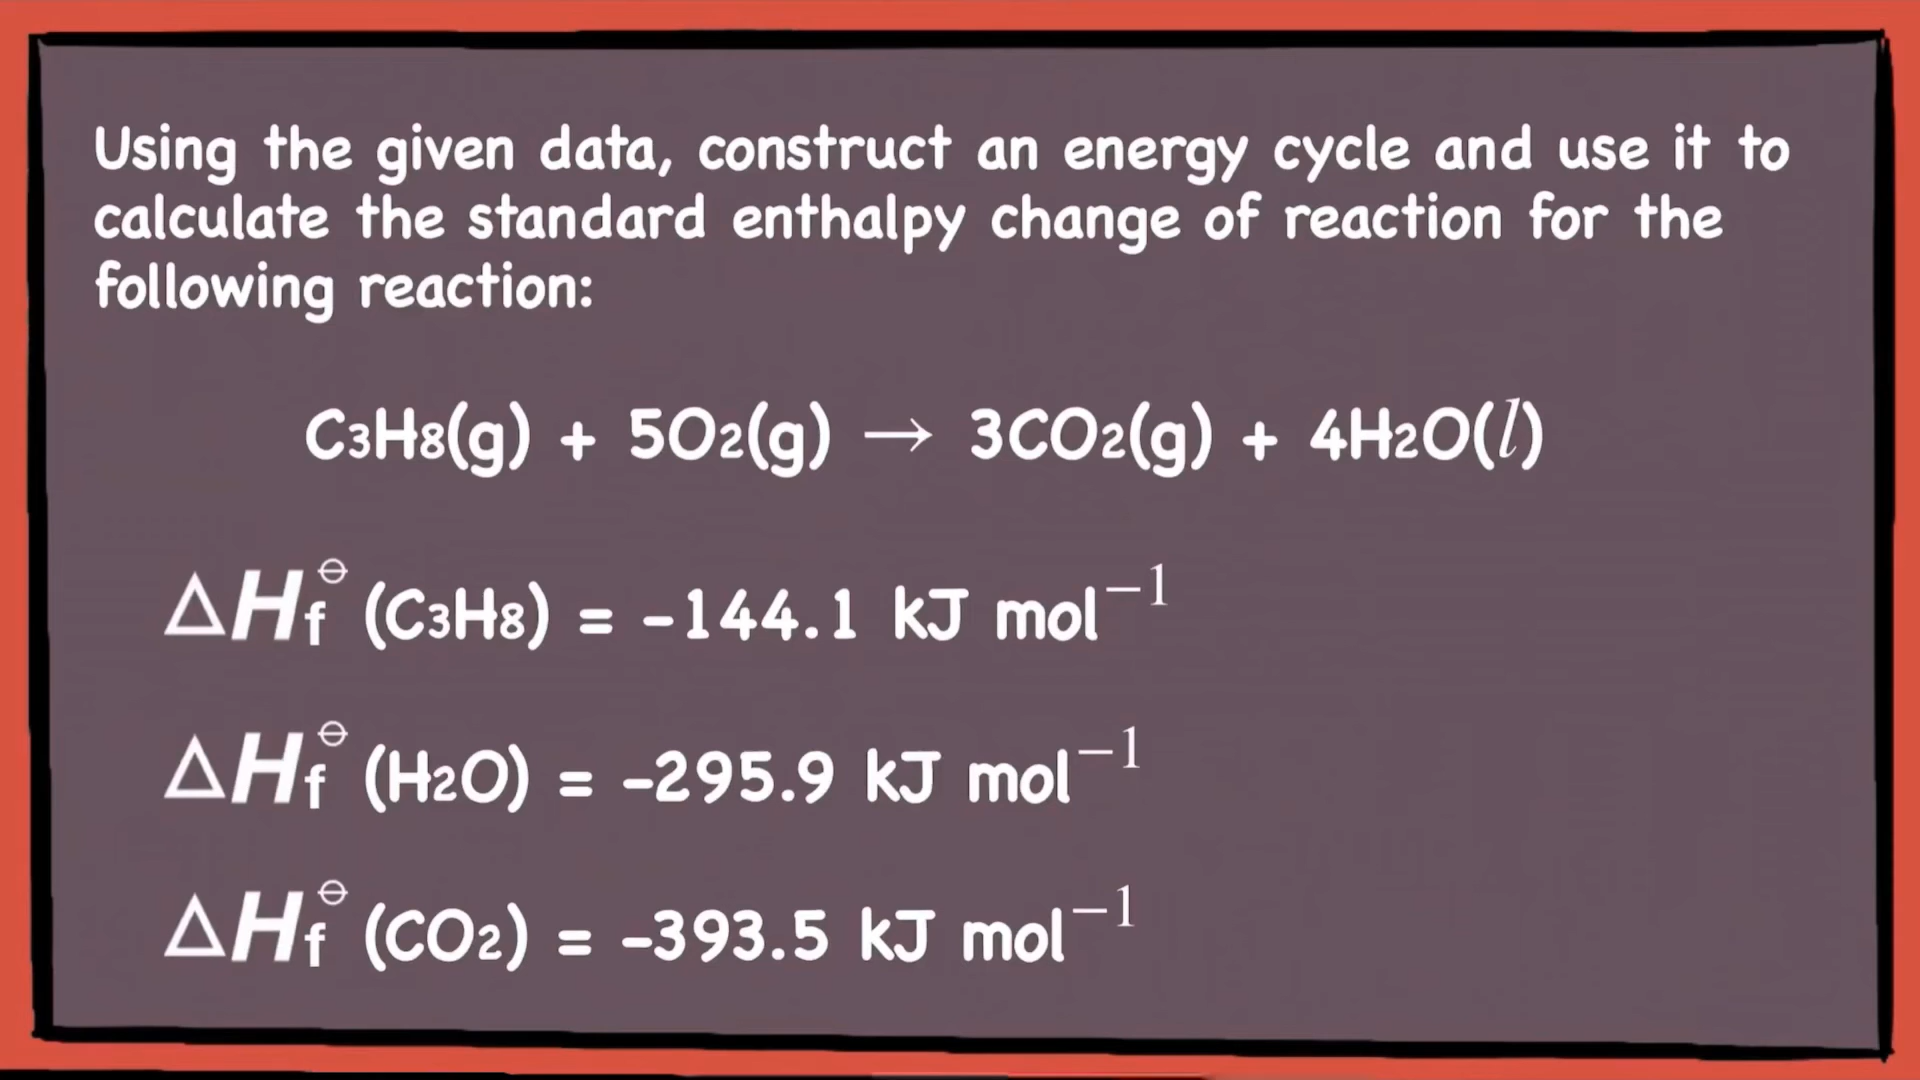 Using the given data, construct an energy cycle and use it to
calculate the standard enthalpy change of reaction for the
following reaction:
C₃H₈(g) + 5O₂(g) → 3CO₂(g) + 4H₂O(l)
ΔHf⦵ (C₃H₈) = -144.1 kJ mol⁻¹
ΔHf⦵ (H₂O) = -295.9 kJ mol⁻¹
ΔHf⦵ (CO₂) = -393.5 kJ mol⁻¹